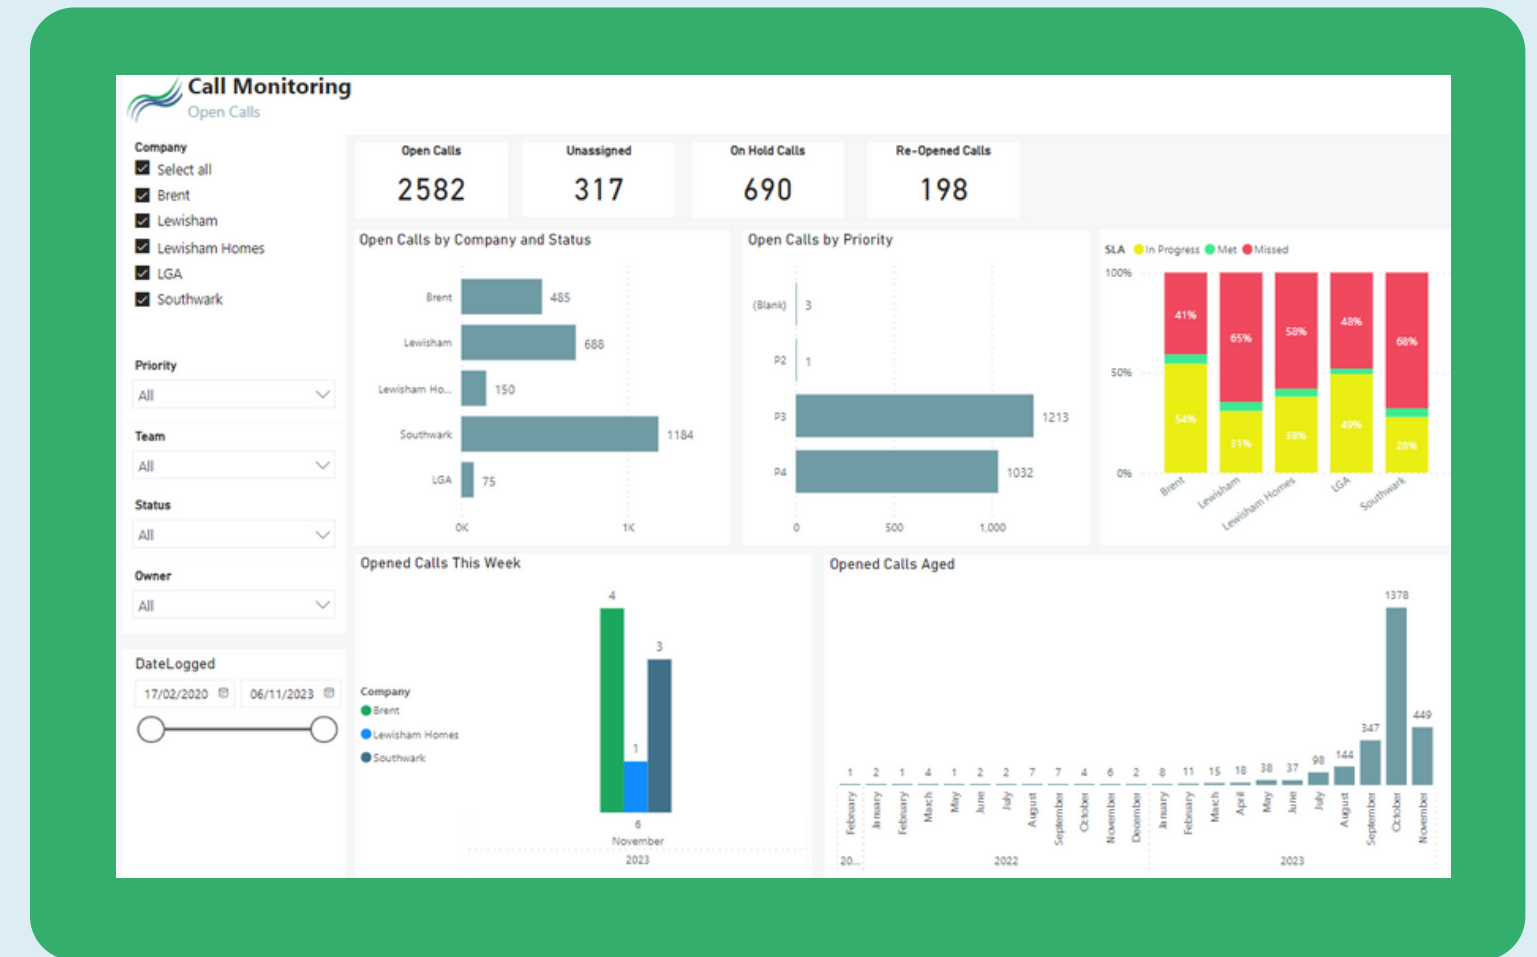 Call Monitoring
Open Calls
Company
Select all
Brent
Lewisham
Lewisham Homes
LGA
Southwark
Priority
All
Team
All
Status
All
Owner
All
DateLogged
17/02/2020 06/11/2023
Open Calls
2582
Unassigned
317
On Hold Calls
690
Re-Opened Calls
198
Open Calls by Company and Status
Brent 485
Lewisham 688
Lewisham Ho... 150
Southwark 1184
LGA 75
0K 1K
Open Calls by Priority
(Blank) 3
P2 1
P3 1213
P4 1032
0 500 1,000
SLA In Progress Met Missed
100%
50%
0%
41% 65% 58% 48% 68%
54% 31% 38% 49% 28%
Brent Lewisham Lewisham Homes LGA Southwark
Opened Calls This Week
Company
Brent
Lewisham Homes
Southwark
4 1 3
6
November
2023
Opened Calls Aged
1 2 1 4 1 2 2 7 7 4 6 2 8 11 15 18 38 37 98 144 347 1378 449
February January February March May June July August September October November December January February March April May June July August September October November
20... 2022 2023